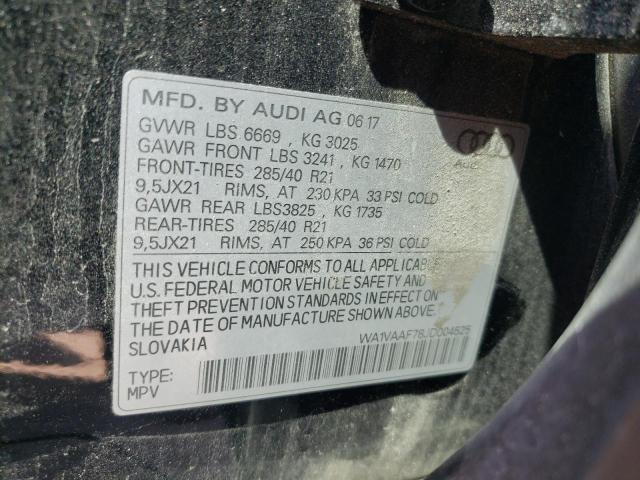 MFD. BY AUDI AG 06 17
GVWR LBS 6669 , KG 3025
GAWR FRONT LBS 3241 , KG 1470
FRONT-TIRES 285/40 R21
9,5JX21 RIMS, AT 230 KPA 33 PSI COLD
GAWR REAR LBS3825 , KG 1735
REAR-TIRES 285/40 R21
9,5JX21 RIMS, AT 250 KPA 36 PSI COLD
THIS VEHICLE CONFORMS TO ALL APPLICABLE
U.S. FEDERAL MOTOR VEHICLE SAFETY AND
THEFT PREVENTION STANDARDS IN EFFECT ON
THE DATE OF MANUFACTURE SHOWN ABOVE.
SLOVAKIA
WA1VAAF78JD004525
TYPE:
MPV